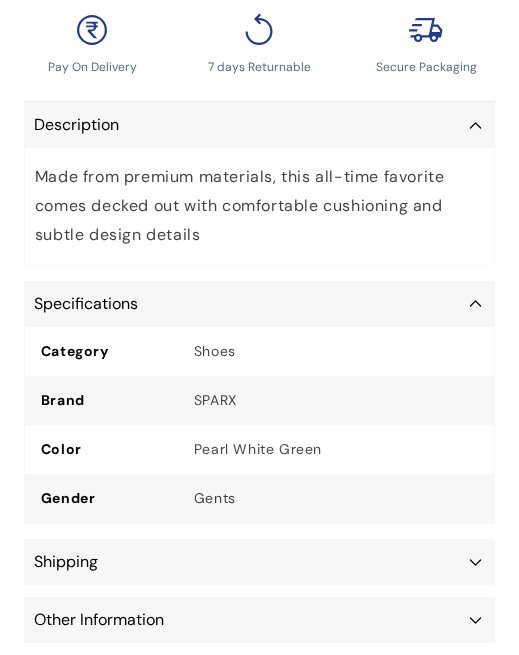 Pay On Delivery
7 days Returnable
Secure Packaging
Description
Made from premium materials, this all-time favorite
comes decked out with comfortable cushioning and
subtle design details
Specifications
Category Shoes
Brand SPARX
Color Pearl White Green
Gender Gents
Shipping
Other Information